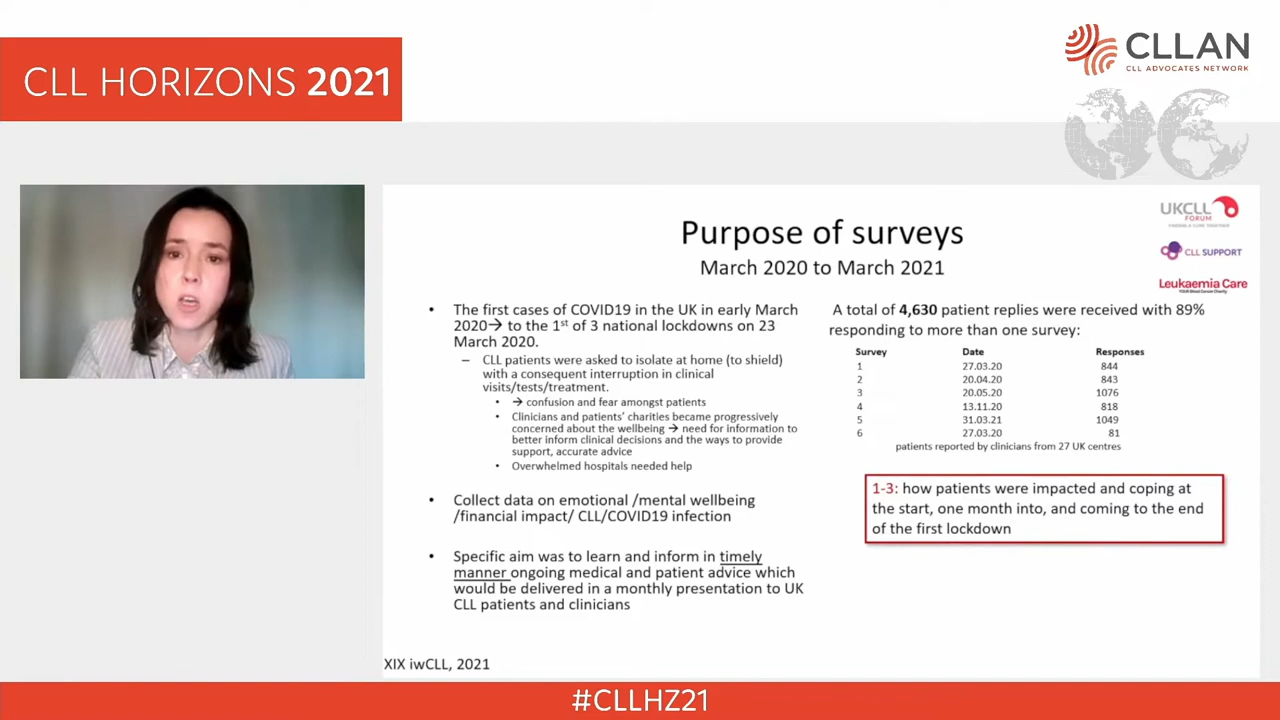 CLL HORIZONS 2021
CLLAN
CLL ADVOCATES NETWORK
UKCLL
FORUM
FINDING A CURE TOGETHER
CLL SUPPORT
Leukaemia Care
YOUR Blood Cancer Charity
Purpose of surveys
March 2020 to March 2021
• The first cases of COVID19 in the UK in early March
2020→ to the 1st of 3 national lockdowns on 23
March 2020.
– CLL patients were asked to isolate at home (to shield)
with a consequent interruption in clinical
visits/tests/treatment.
• → confusion and fear amongst patients
• Clinicians and patients' charities became progressively
concerned about the wellbeing → need for information to
better inform clinical decisions and the ways to provide
support, accurate advice
• Overwhelmed hospitals needed help
• Collect data on emotional /mental wellbeing
/financial impact/ CLL/COVID19 infection
• Specific aim was to learn and inform in timely
manner ongoing medical and patient advice which
would be delivered in a monthly presentation to UK
CLL patients and clinicians
A total of 4,630 patient replies were received with 89%
responding to more than one survey:
Survey Date Responses
1 27.03.20 844
2 20.04.20 843
3 20.05.20 1076
4 13.11.20 818
5 31.03.21 1049
6 27.03.20 81
patients reported by clinicians from 27 UK centres
1-3: how patients were impacted and coping at
the start, one month into, and coming to the end
of the first lockdown
XIX iwCLL, 2021
#CLLHZ21